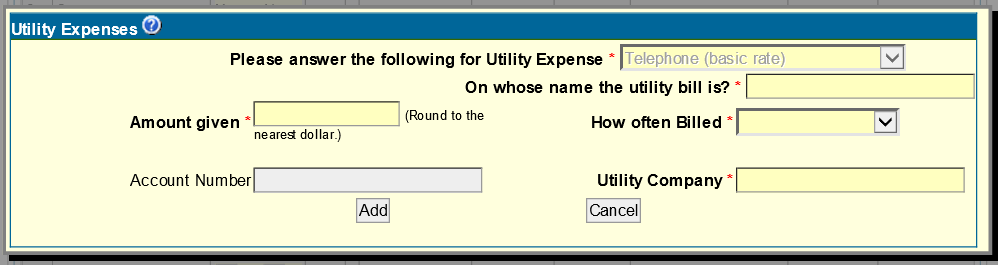 Utility Expenses ?
Please answer the following for Utility Expense * Telephone (basic rate)
On whose name the utility bill is? *
Amount given * (Round to the nearest dollar.)
How often Billed *
Account Number
Utility Company *
Add
Cancel